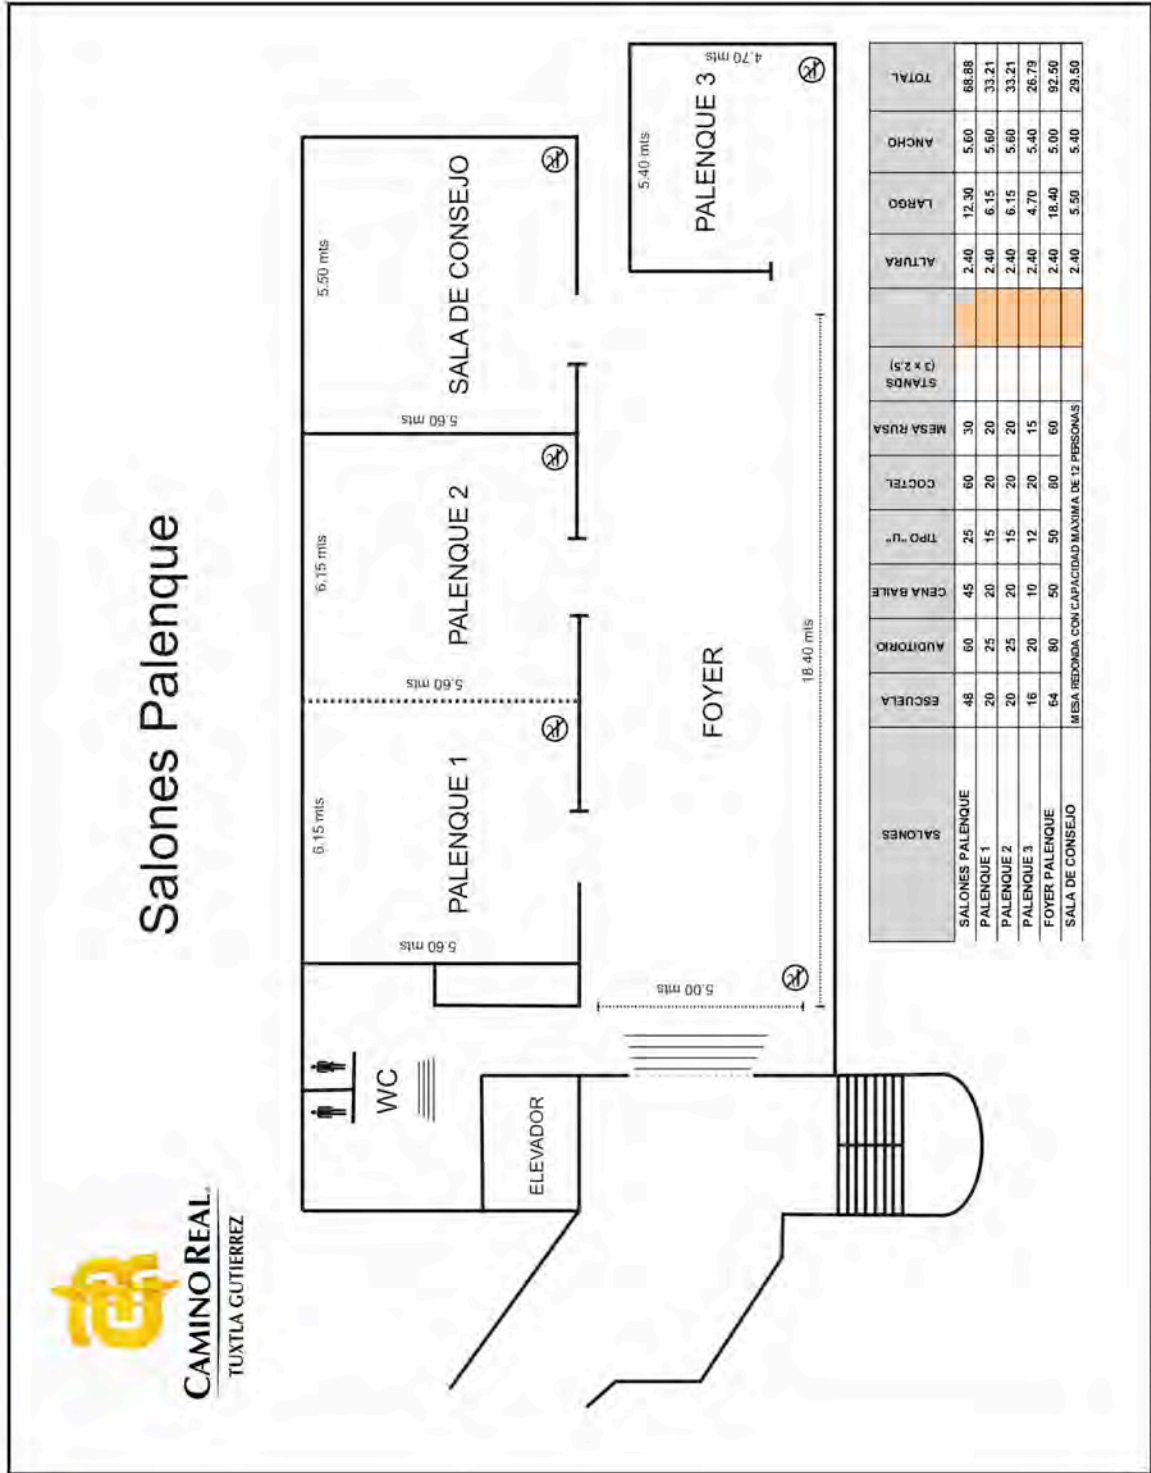 CAMINO REAL
TUXTLA GUTIERREZ
Salones Palenque
6.15 mts
6.15 mts
5.50 mts
5.60 mts
5.60 mts
5.60 mts
WC
PALENQUE 1
PALENQUE 2
SALA DE CONSEJO
ELEVADOR
5.40 mts
4.70 mts
PALENQUE 3
5.00 mts
FOYER
18.40 mts
SALONES ESCUELA AUDITORIO CENA BAILE TIPO "U" COCTEL MESA RUSA STANDS (3 x 2.5) ALTURA LARGO ANCHO TOTAL
SALONES PALENQUE 48 60 45 25 60 30 2.40 12.30 5.60 68.88
PALENQUE 1 20 25 20 15 20 20 2.40 6.15 5.60 33.21
PALENQUE 2 20 25 20 15 20 20 2.40 6.15 5.60 33.21
PALENQUE 3 16 20 10 12 20 15 2.40 4.70 5.40 26.79
FOYER PALENQUE 64 80 50 50 80 60 2.40 18.40 5.00 92.50
SALA DE CONSEJO MESA REDONDA CON CAPACIDAD MAXIMA DE 12 PERSONAS 2.40 5.50 5.40 29.50